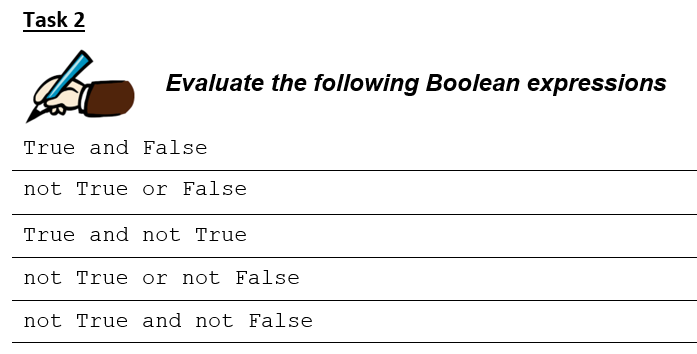 Task 2
Evaluate the following Boolean expressions
True and False
not True or False
True and not True
not True or not False
not True and not False